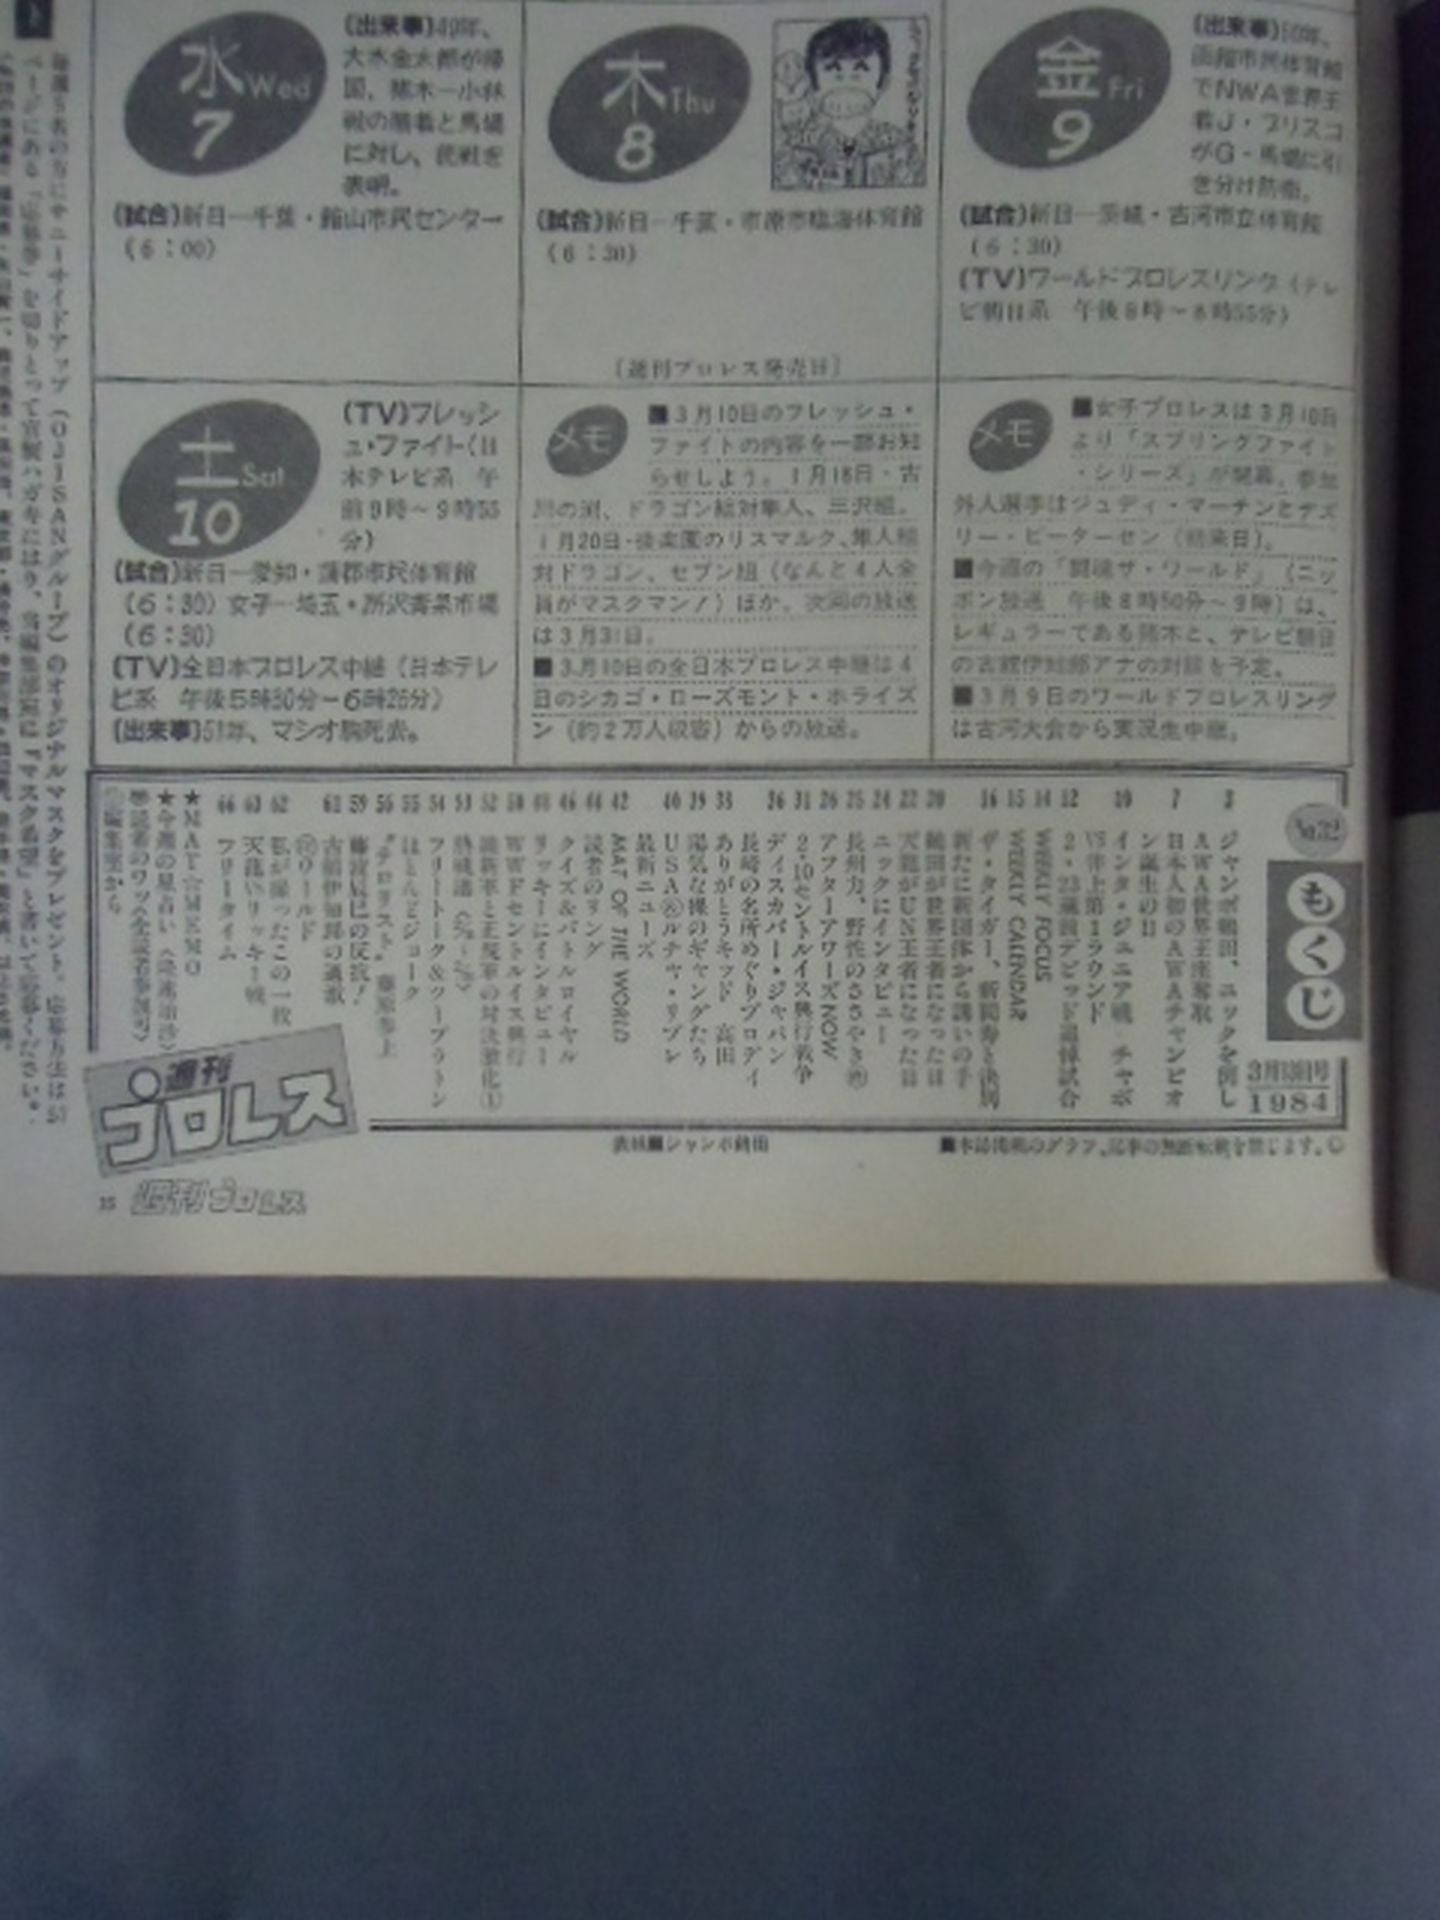 水 Wed
7
(出来事)49年、
大木金太郎が帰
国、猪木―小林
戦の勝者と馬場
に対し、挑戦を
表明。
(試合)新日―千葉・館山市民センター
(6:00)
木 Thu
8
(試合)新日―千葉・市原市臨海体育館
(6:30)
〔週刊プロレス発売日〕
金 Fri
9
(出来事)50年、
函館市民体育館
でNWA世界王
者J・ブリスコ
がG・馬場に引
き分け防衛。
(試合)新日―茨城・古河市立体育館
(6:30)
(TV)ワールドプロレスリング(テレ
ビ朝日系 午後8時~8時55分)
土 Sat
10
(TV)フレッシ
ュ・ファイト(日
本テレビ系 午
前9時~9時55
分)
(試合)新日―愛知・蒲郡市民体育館
(6:30)女子―埼玉・所沢青果市場
(6:30)
(TV)全日本プロレス中継(日本テレ
ビ系 午後5時30分~6時25分)
(出来事)51年、マシオ駒死去。
メモ
■3月10日のフレッシュ・
ファイトの内容を一部お知
らせしよう。1月18日・古
川の渕、ドラゴン組対隼人、三沢組。
1月20日・後楽園のリスマルク、隼人組
対ドラゴン、セブン組(なんと4人全
員がマスクマン!)ほか。次回の放送
は3月31日。
■3月10日の全日本プロレス中継は4
日のシカゴ・ローズモント・ホライズ
ン(約2万人収容)からの放送。
メモ
■女子プロレスは3月10日
より「スプリングファイト
・シリーズ」が開幕。参加
外人選手はジュディ・マーチンとデズ
リー・ピーターセン(初来日)。
■今週の「闘魂ザ・ワールド」(ニッ
ポン放送 午後8時50分~9時)は、
レギュラーである猪木と、テレビ朝日
の古舘伊知郎アナの対談を予定。
■3月9日のワールドプロレスリング
は古河大会から実況生中継。
No.32
もくじ
3月13日号
1984
3 ジャンボ鶴田、ニックを倒し
AWA世界王座奪取
7 日本人初のAWAチャンピオ
ン誕生の日
10 インタ・ジュニア戦 チャボ
VS井上第1ラウンド
12 2・23蔵前デビッド追悼試合
14 WEEKLY FOCUS
15 WEEKLY CALENDAR
16 ザ・タイガー、新間寿と決別
新たに新団体から誘いの手
20 鶴田が世界王者になった日
22 天龍がUN王者になった日
24 ニックにインタビュー
25 長州力、野性のささやき
26 アフターアワーズNOW
31 2・10セントルイス興行戦争
36 ディスカバー・ジャパン
長崎の名所めぐりブロディ
38 ありがとうキッド 高田
39 陽気な裸のギャングたち
40 USA㊙ルチャ・リブレ
最新ニューズ
42 MAT OF THE WORLD
44 読者のリング
46 クイズ&バトルロイヤル
48 リッキーにインタビュー
50 WWFセントルイス興行
52 維新軍と正規軍の対決激化①
53 熱戦譜
54 フリートーク&ツープラトン
55 ほとんどジョーク
56 “テロリスト”藤原参上
59 藤波辰巳の反抗!
61 古舘伊知郎の讃歌
㊙ワールド
62 私が撮ったこの一枚
63 天龍VSリッキー戦
66 フリータイム
★MAT☆MEMO
★今週の星占い
編集室から
週刊プロレス
表紙■ジャンボ鶴田
■本誌掲載のグラフ、記事の無断転載を禁じます。©
35 週刊プロレス